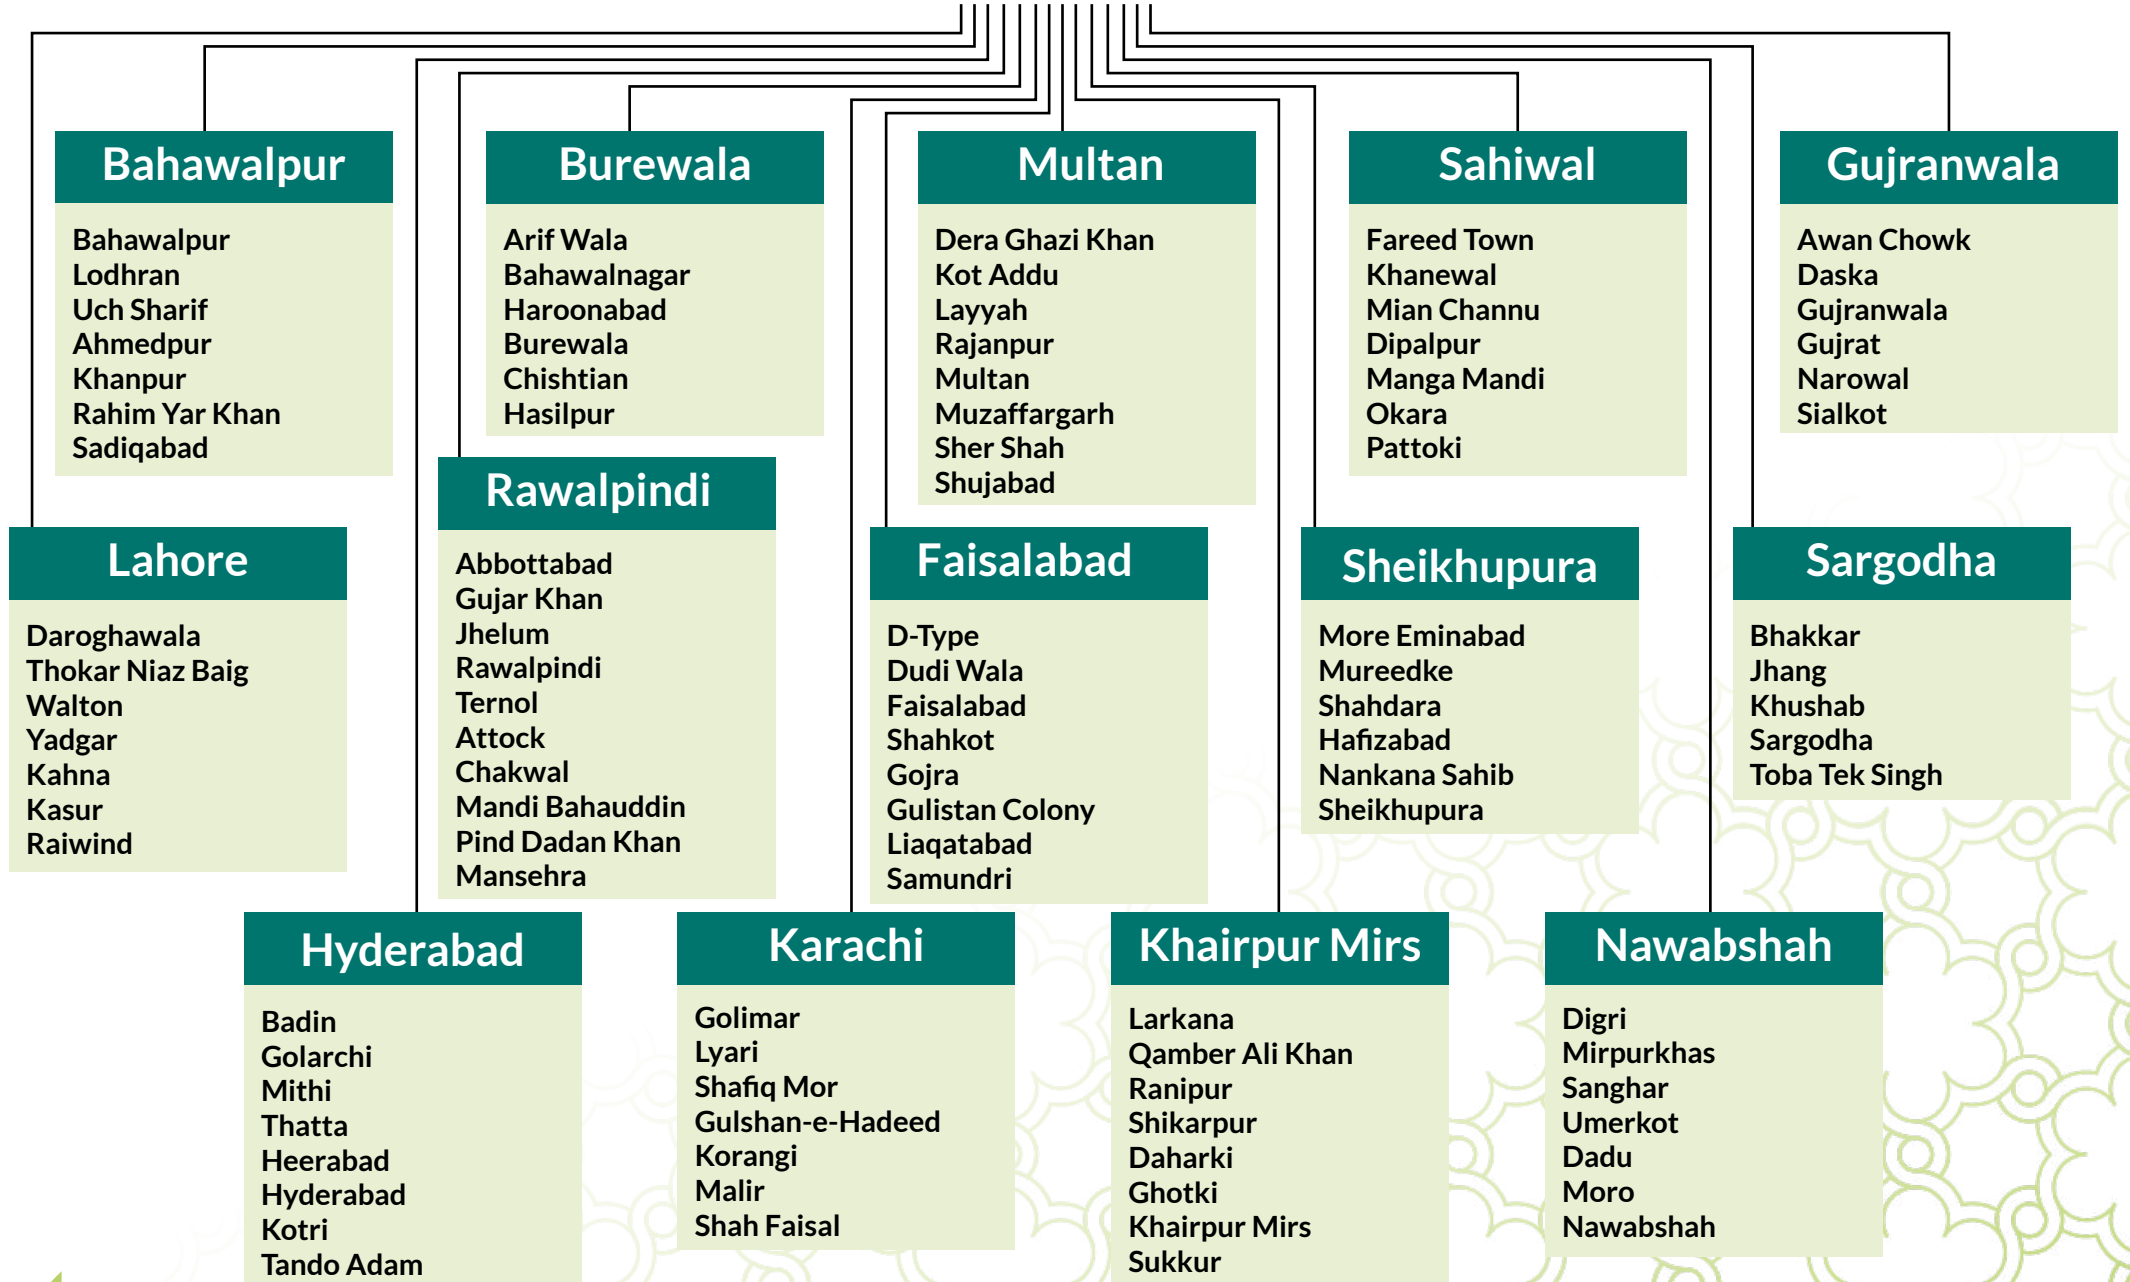 Bahawalpur
Bahawalpur
Lodhran
Uch Sharif
Ahmedpur
Khanpur
Rahim Yar Khan
Sadiqabad
Burewala
Arif Wala
Bahawalnagar
Haroonabad
Burewala
Chishtian
Hasilpur
Multan
Dera Ghazi Khan
Kot Addu
Layyah
Rajanpur
Multan
Muzaffargarh
Sher Shah
Shujabad
Sahiwal
Fareed Town
Khanewal
Mian Channu
Dipalpur
Manga Mandi
Okara
Pattoki
Gujranwala
Awan Chowk
Daska
Gujranwala
Gujrat
Narowal
Sialkot
Lahore
Daroghawala
Thokar Niaz Baig
Walton
Yadgar
Kahna
Kasur
Raiwind
Rawalpindi
Abbottabad
Gujar Khan
Jhelum
Rawalpindi
Ternol
Attock
Chakwal
Mandi Bahauddin
Pind Dadan Khan
Mansehra
Faisalabad
D-Type
Dudi Wala
Faisalabad
Shahkot
Gojra
Gulistan Colony
Liaqatabad
Samundri
Sheikhupura
More Eminabad
Mureedke
Shahdara
Hafizabad
Nankana Sahib
Sheikhupura
Sargodha
Bhakkar
Jhang
Khushab
Sargodha
Toba Tek Singh
Hyderabad
Badin
Golarchi
Mithi
Thatta
Heerabad
Hyderabad
Kotri
Tando Adam
Karachi
Golimar
Lyari
Shafiq Mor
Gulshan-e-Hadeed
Korangi
Malir
Shah Faisal
Khairpur Mirs
Larkana
Qamber Ali Khan
Ranipur
Shikarpur
Daharki
Ghotki
Khairpur Mirs
Sukkur
Nawabshah
Digri
Mirpurkhas
Sanghar
Umerkot
Dadu
Moro
Nawabshah